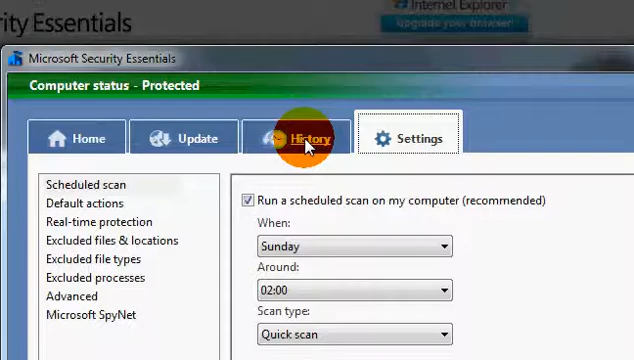 Internet Explorer
rity Essentials
Upgrade your browser!
Microsoft Security Essentials
Computer status - Protected
Home
Update
History
Settings
Scheduled scan
Default actions
Real-time protection
Excluded files & locations
Excluded file types
Excluded processes
Advanced
Microsoft SpyNet
Run a scheduled scan on my computer (recommended)
When:
Sunday
Around:
02:00
Scan type:
Quick scan